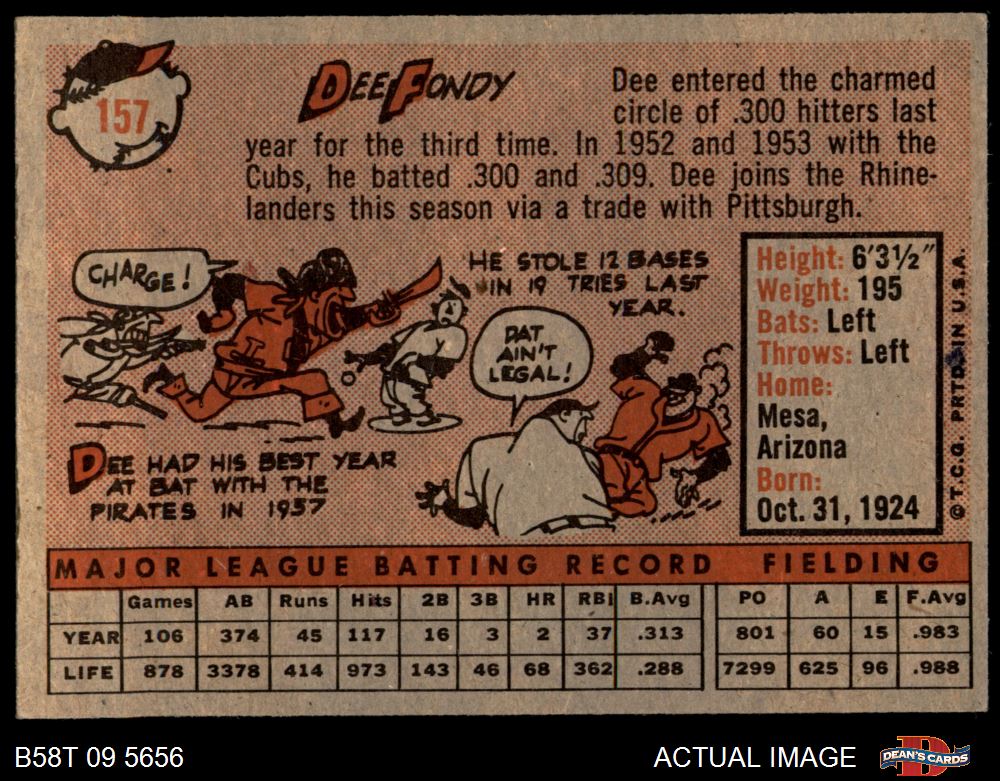 157
DEE FONDY
Dee entered the charmed
circle of .300 hitters last
year for the third time. In 1952 and 1953 with the
Cubs, he batted .300 and .309. Dee joins the Rhine-
landers this season via a trade with Pittsburgh.
CHARGE!
HE STOLE 12 BASES
IN 19 TRIES LAST
YEAR.
DAT
AIN'T
LEGAL!
DEE HAD HIS BEST YEAR
AT BAT WITH THE
PIRATES IN 1957
Height: 6'3½"
Weight: 195
Bats: Left
Throws: Left
Home:
Mesa,
Arizona
Born:
Oct. 31, 1924
© T.C.G. PRTD. IN U.S.A.
MAJOR LEAGUE BATTING RECORD FIELDING
Games AB Runs Hits 2B 3B HR RBI B.Avg PO A E F.Avg
YEAR 106 374 45 117 16 3 2 37 .313 801 60 15 .983
LIFE 878 3378 414 973 143 46 68 362 .288 7299 625 96 .988
B58T 09 5656
ACTUAL IMAGE
DEAN'S CARDS